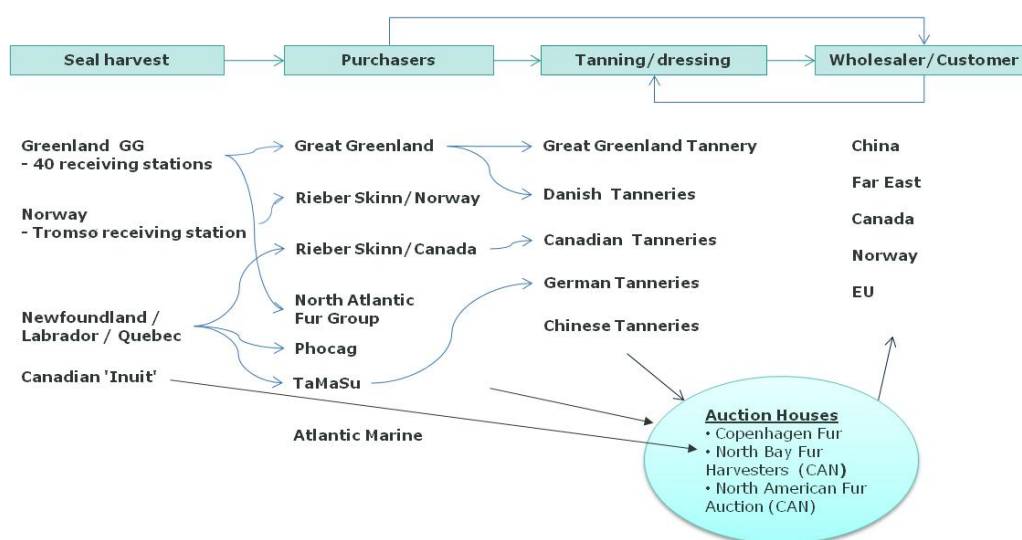 Seal harvest
Purchasers
Tanning/dressing
Wholesaler/Customer
Greenland GG
- 40 receiving stations
Norway
- Tromsø receiving station
Newfoundland /
Labrador / Quebec
Canadian 'Inuit'
Great Greenland
Rieber Skinn/Norway
Rieber Skinn/Canada
North Atlantic
Fur Group
Phocag
TaMaSu
Atlantic Marine
Great Greenland Tannery
Danish Tanneries
Canadian Tanneries
German Tanneries
Chinese Tanneries
China
Far East
Canada
Norway
EU
Auction Houses
• Copenhagen Fur
• North Bay Fur
Harvesters (CAN)
• North American Fur
Auction (CAN)